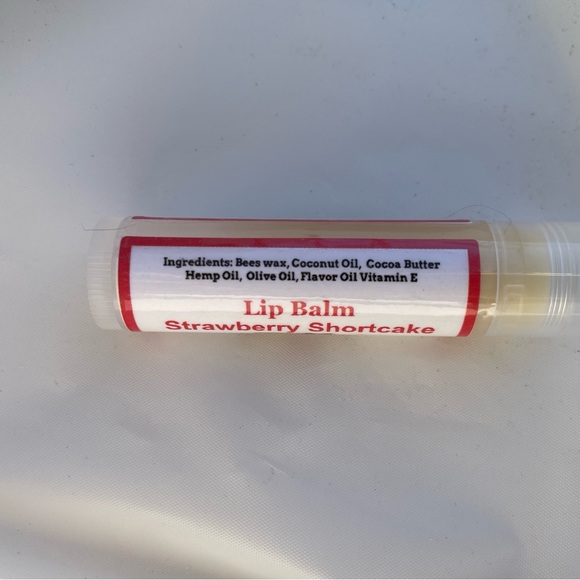 Ingredients: Bees wax, Coconut Oil, Cocoa Butter
Hemp Oil, Olive Oil, Flavor Oil Vitamin E
Lip Balm
Strawberry Shortcake